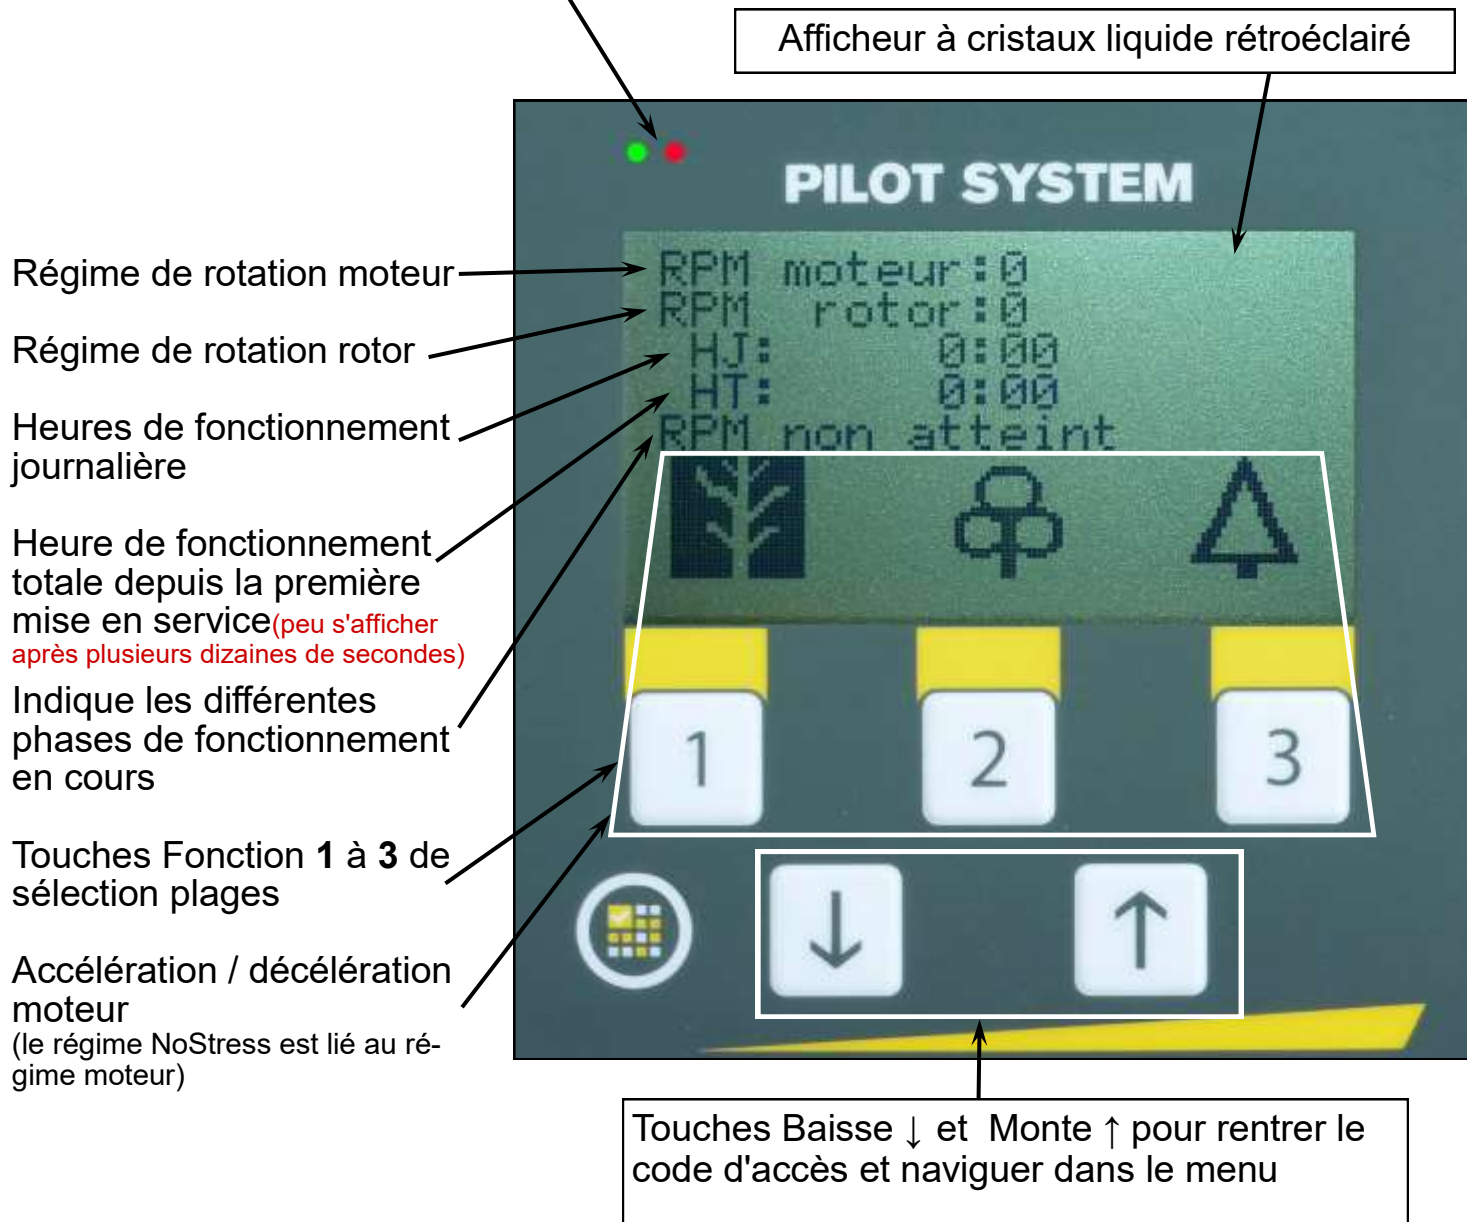 Afficheur à cristaux liquide rétroéclairé
PILOT SYSTEM
RPM moteur:0
RPM rotor:0
HJ: 0:00
HT: 0:00
RPM non atteint
1 2 3
↓ ↑
Régime de rotation moteur
Régime de rotation rotor
Heures de fonctionnement
journalière
Heure de fonctionnement
totale depuis la première
mise en service(peu s'afficher
après plusieurs dizaines de secondes)
Indique les différentes
phases de fonctionnement
en cours
Touches Fonction 1 à 3 de
sélection plages
Accélération / décélération
moteur
(le régime NoStress est lié au ré-
gime moteur)
Touches Baisse ↓ et Monte ↑ pour rentrer le
code d'accès et naviguer dans le menu